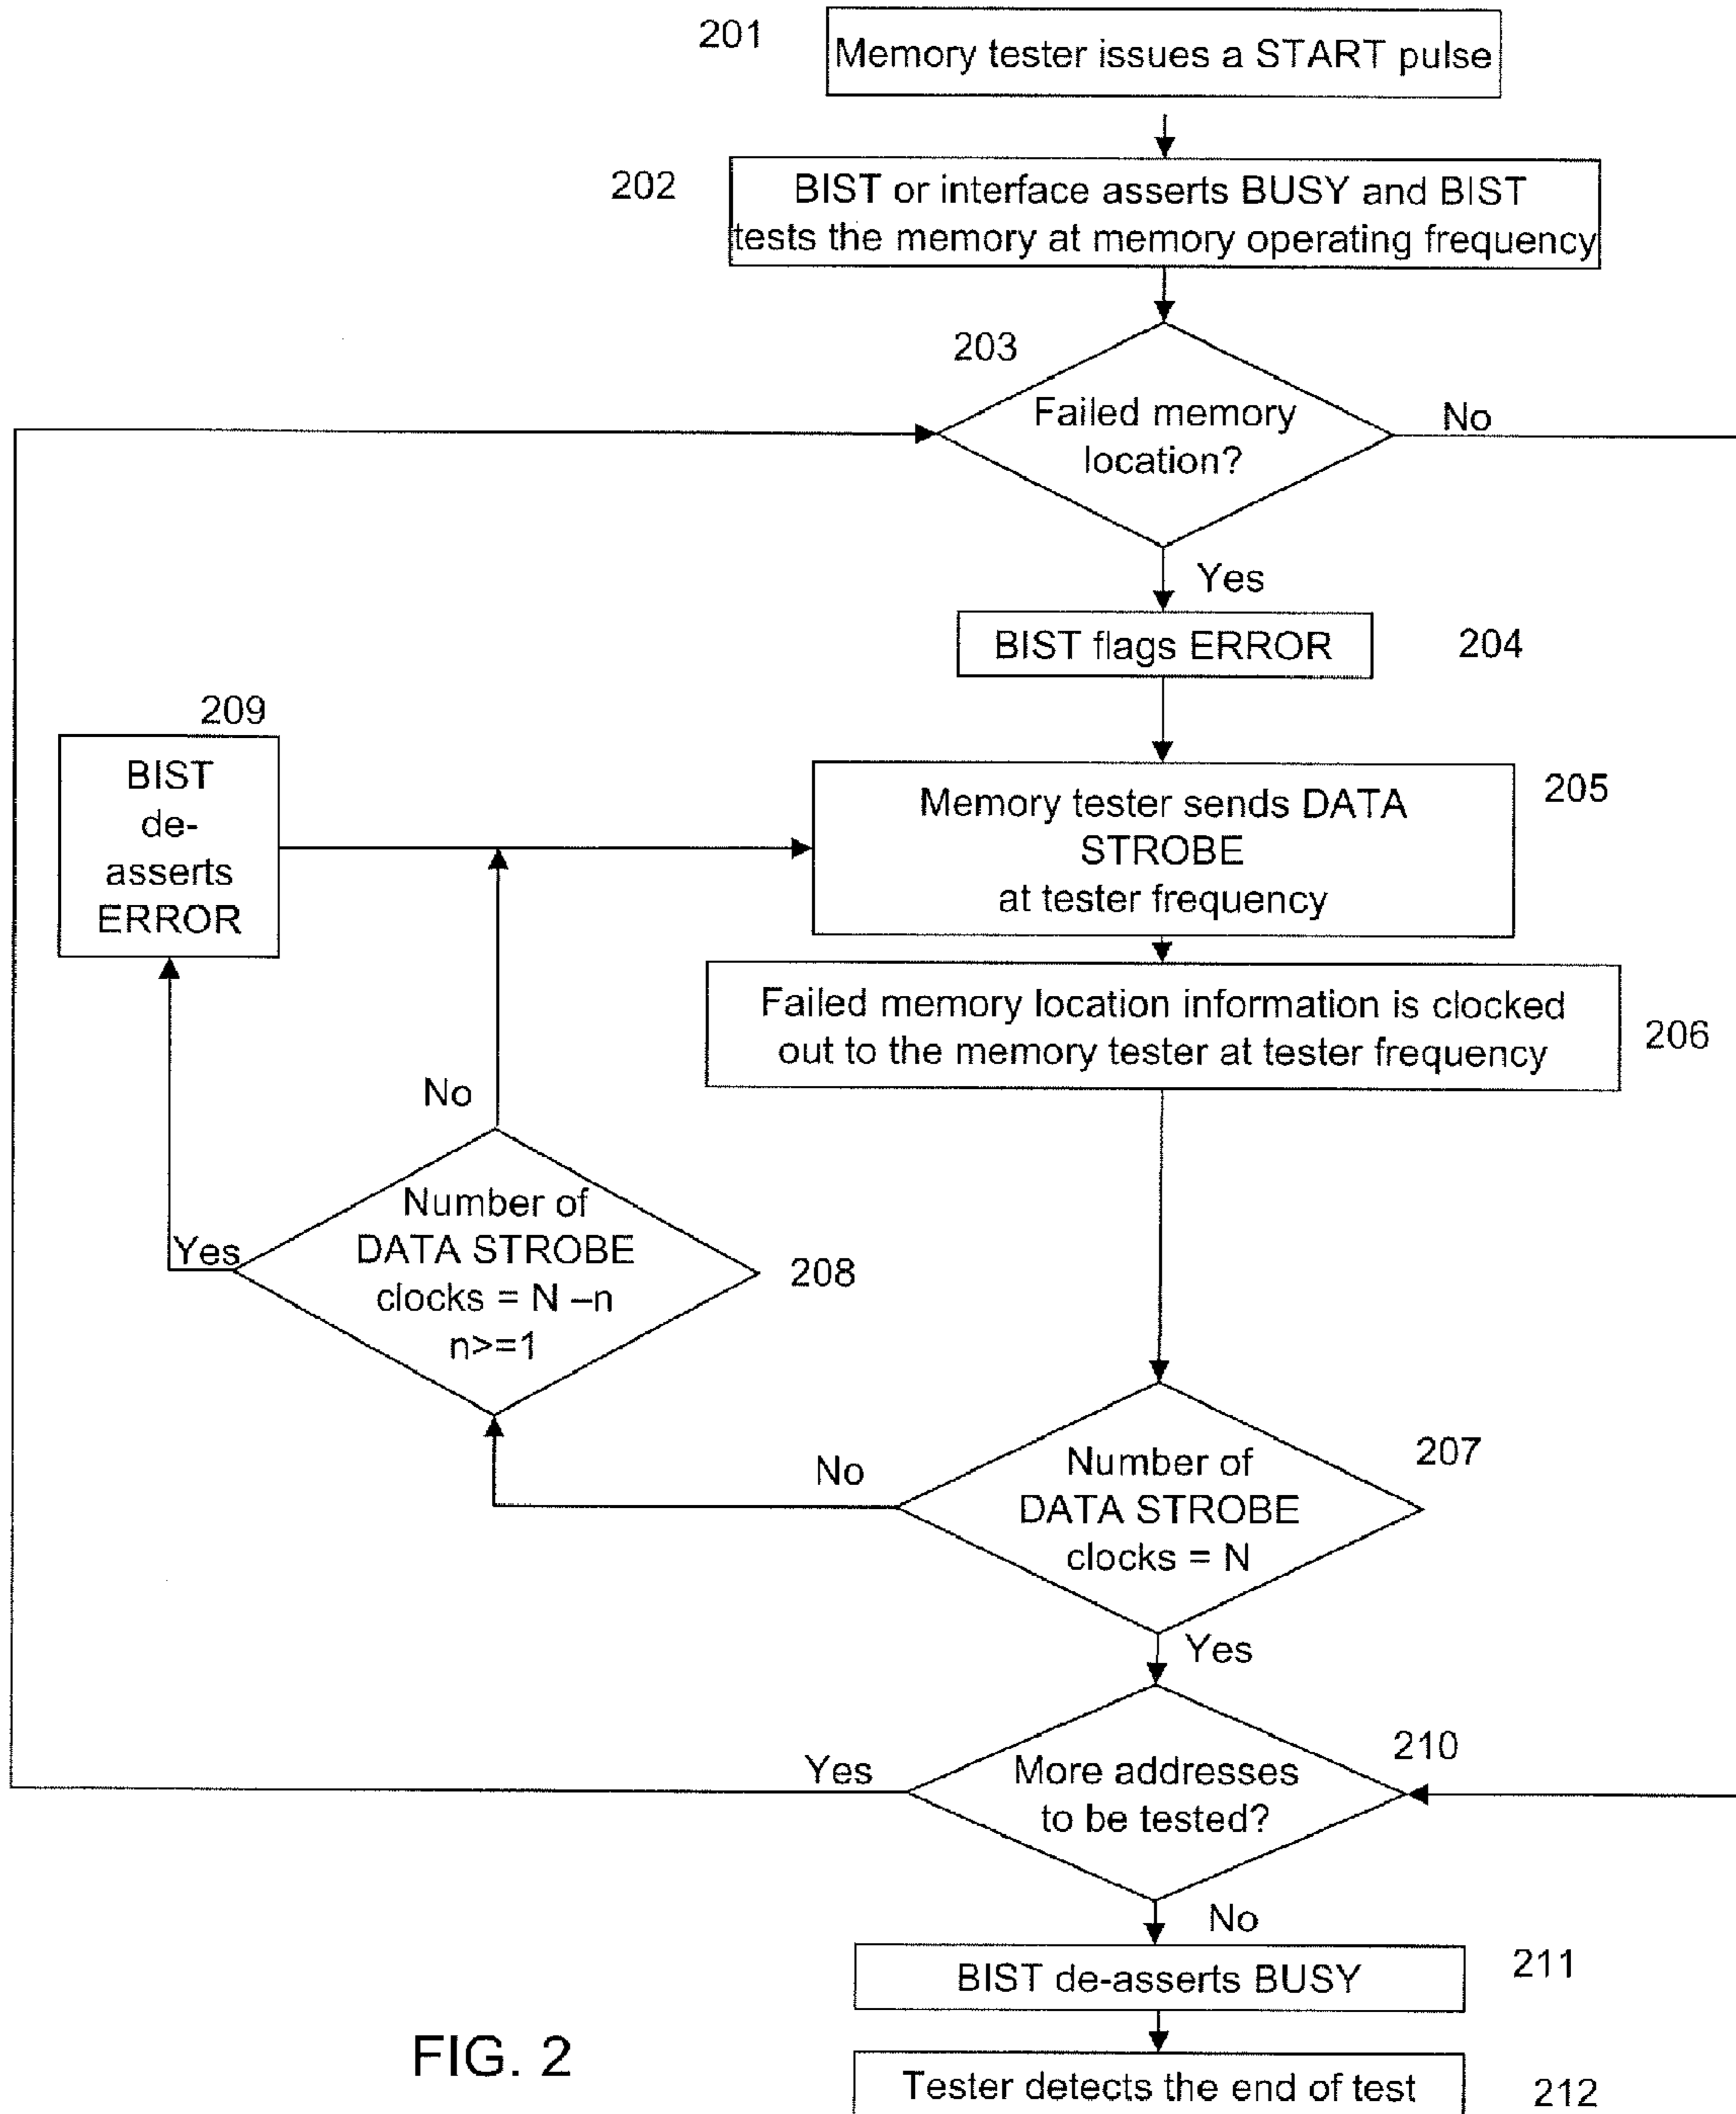 201
Memory tester issues a START pulse
202
BIST or interface asserts BUSY and BIST
tests the memory at memory operating frequency
203
Failed memory
location?
No
Yes
BIST flags ERROR
204
209
BIST
de-
asserts
ERROR
Memory tester sends DATA
STROBE
at tester frequency
205
Failed memory location information is clocked
out to the memory tester at tester frequency
206
No
Number of
DATA STROBE
clocks = N –n
n>=1
Yes
208
No
Number of
DATA STROBE
clocks = N
207
Yes
Yes
More addresses
to be tested?
210
No
BIST de-asserts BUSY
211
Tester detects the end of test
212
FIG. 2